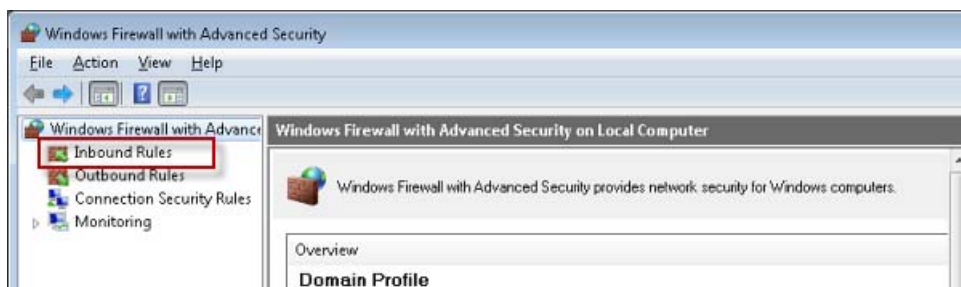 Windows Firewall with Advanced Security
File Action View Help
Windows Firewall with Advance
Inbound Rules
Outbound Rules
Connection Security Rules
Monitoring
Windows Firewall with Advanced Security on Local Computer
Windows Firewall with Advanced Security provides network security for Windows computers.
Overview
Domain Profile